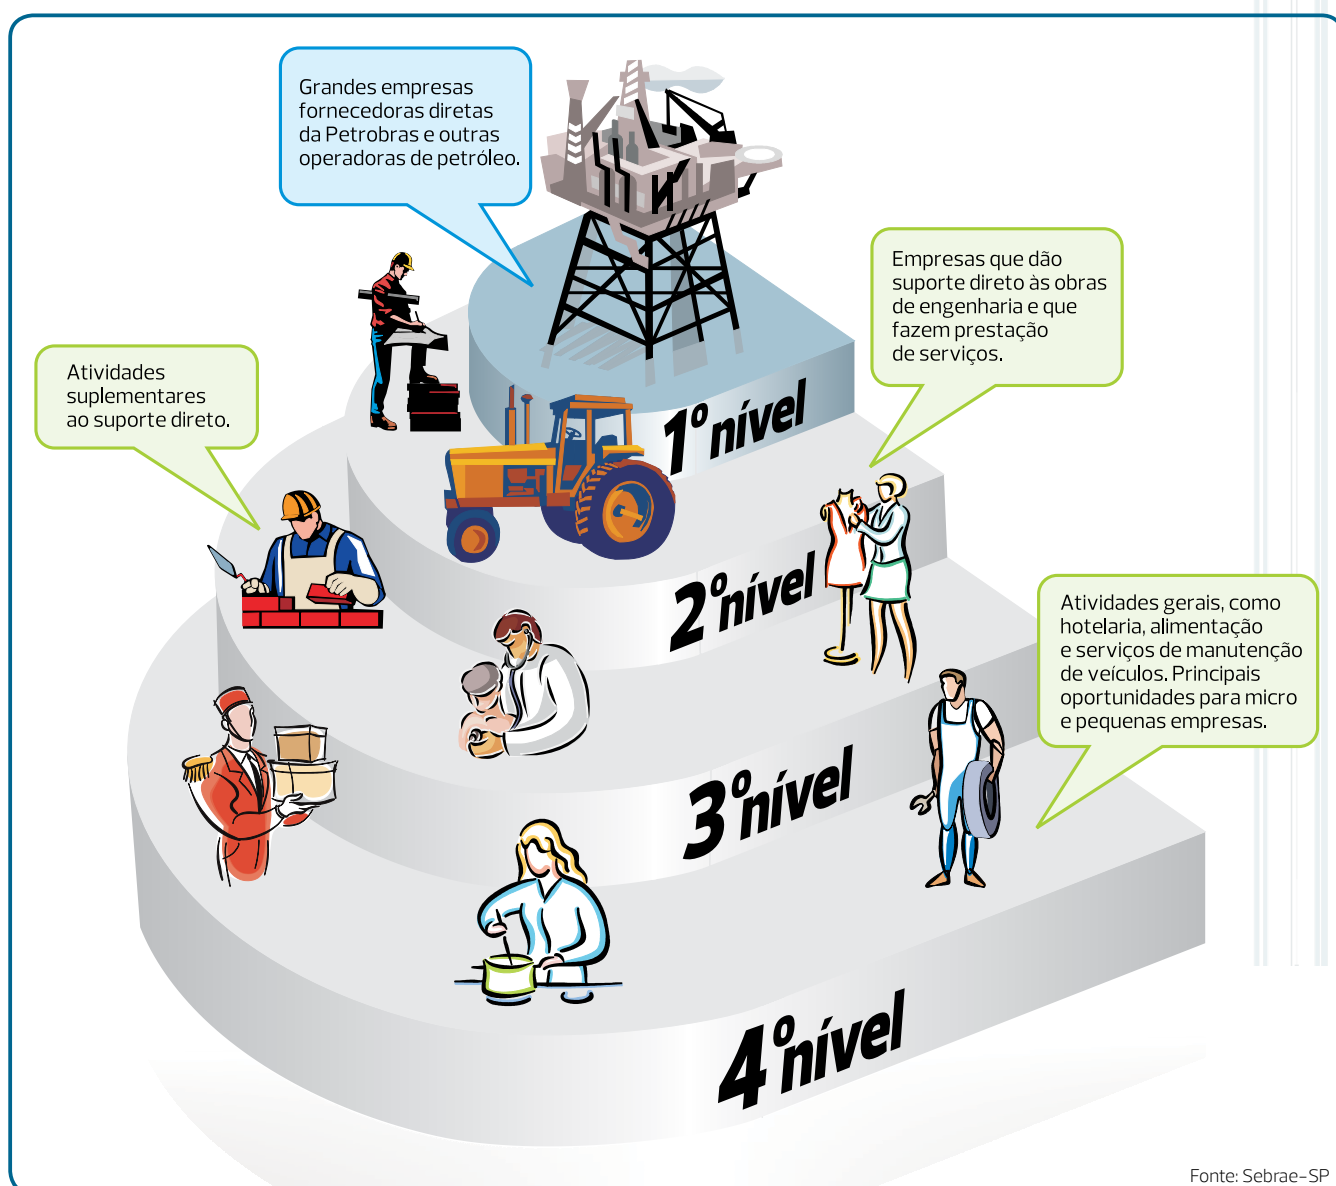 Grandes empresas
fornecedoras diretas
da Petrobras e outras
operadoras de petróleo.
Empresas que dão
suporte direto às obras
de engenharia e que
fazem prestação
de serviços.
Atividades
suplementares
ao suporte direto.
1º nível
2º nível
Atividades gerais, como
hotelaria, alimentação
e serviços de manutenção
de veículos. Principais
oportunidades para micro
e pequenas empresas.
3º nível
4º nível
Fonte: Sebrae-SP